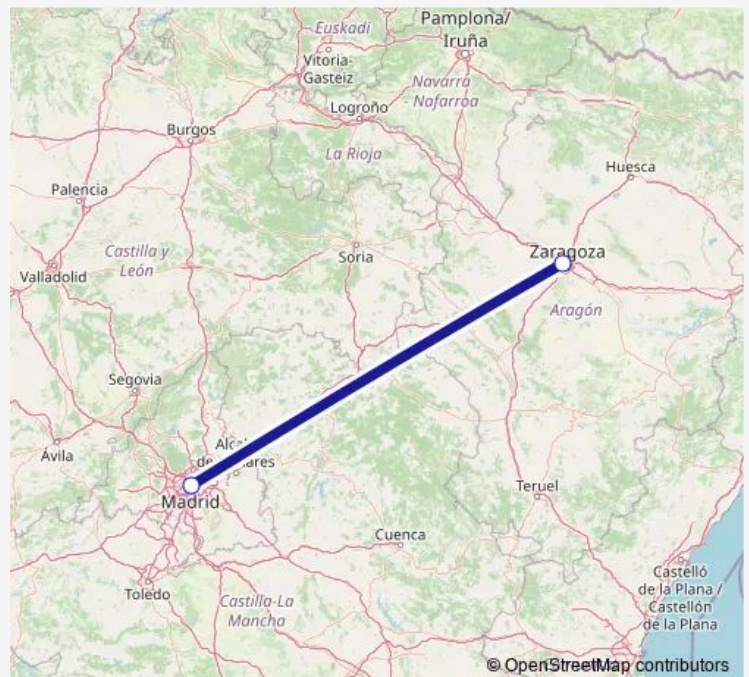 Pamplona/
Iruña
Euskadi
Vitoria-
Gasteiz
Navarra
- Nafarroa
Logroño
Burgos
La Rioja
Huesca
Palencia
Zaragoza
Castilla y
León
Soria
Valladolid
Aragón
Segovia
Ávila
Madrid
Teruel
Cuenca
Toledo
Castilla-La
Mancha
Castelló
de la Plana /
Castellón
de la Plana
© OpenStreetMap contributors